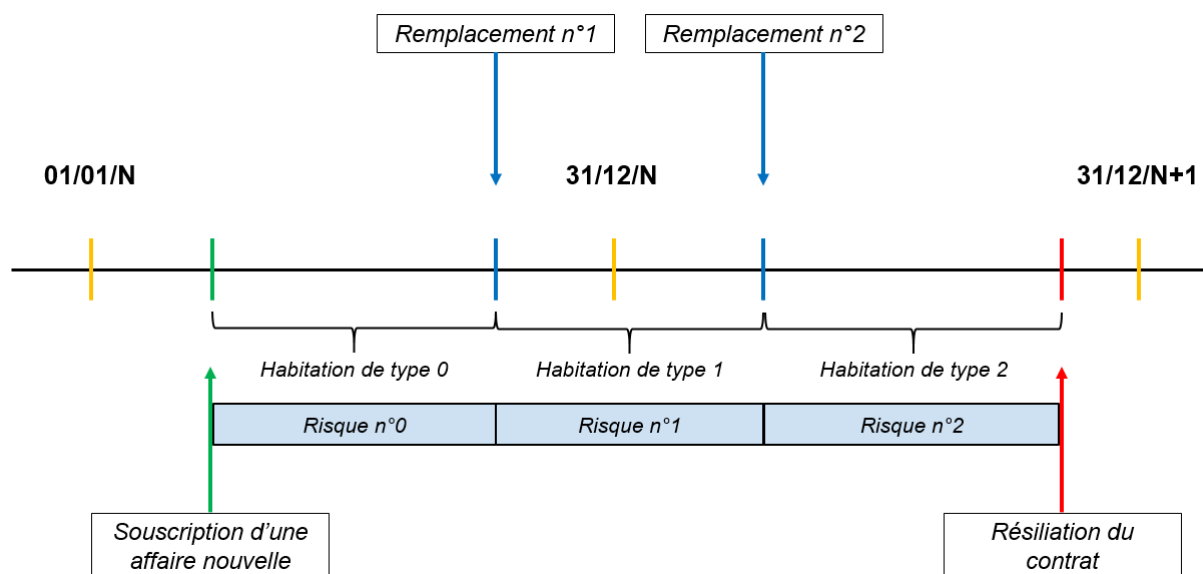 Remplacement n°1
Remplacement n°2
01/01/N
31/12/N
31/12/N+1
Habitation de type 0
Habitation de type 1
Habitation de type 2
Risque n°0
Risque n°1
Risque n°2
Souscription d'une
affaire nouvelle
Résiliation du
contrat